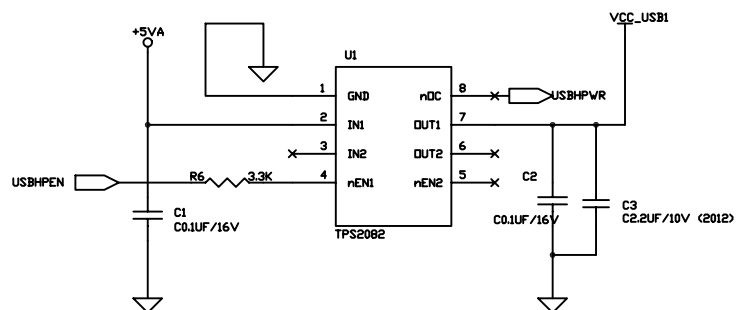 VCC_USB1
+5VA
U1
1 GND nOC 8 USBHPWR
2 IN1 OUT1 7
3 IN2 OUT2 6
USBHPEN R6 3.3K 4 nEN1 nEN2 5
C2
C1
C0.1UF/16V
C0.1UF/16V
C3
C2.2UF/10V (2012)
TPS2082